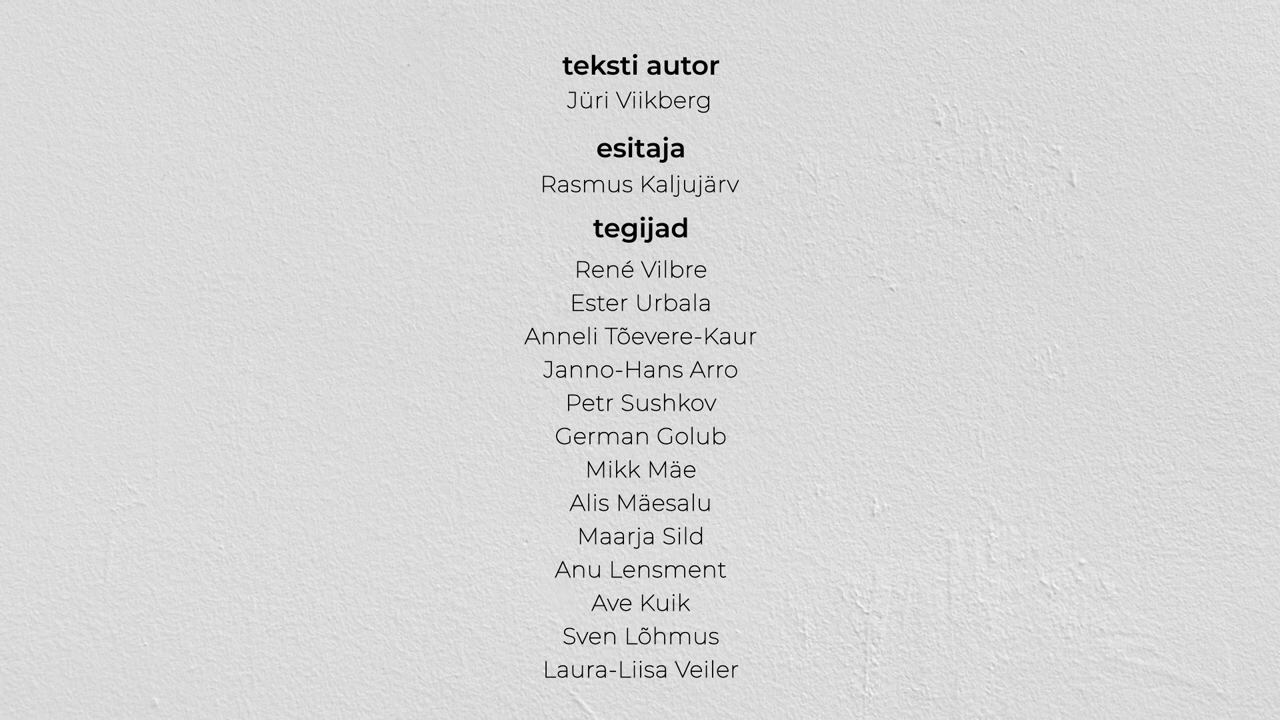 teksti autor
Jüri Viikberg
esitaja
Rasmus Kaljujärv
tegijad
René Vilbre
Ester Urbala
Anneli Tõevere-Kaur
Janno-Hans Arro
Petr Sushkov
German Golub
Mikk Mäe
Alis Mäesalu
Maarja Sild
Anu Lensment
Ave Kuik
Sven Lõhmus
Laura-Liisa Veiler